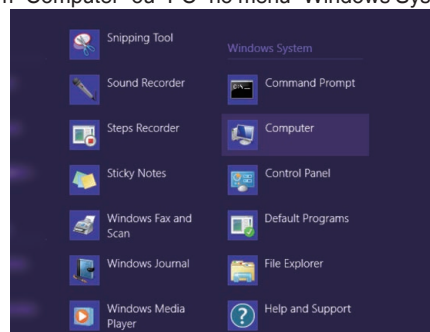 "Computer" ou "PC" no menu "Windows Sys
Snipping Tool
Sound Recorder
Steps Recorder
Sticky Notes
Windows Fax and
Scan
Windows Journal
Windows Media
Player
Windows System
Command Prompt
Computer
Control Panel
Default Programs
File Explorer
Help and Support